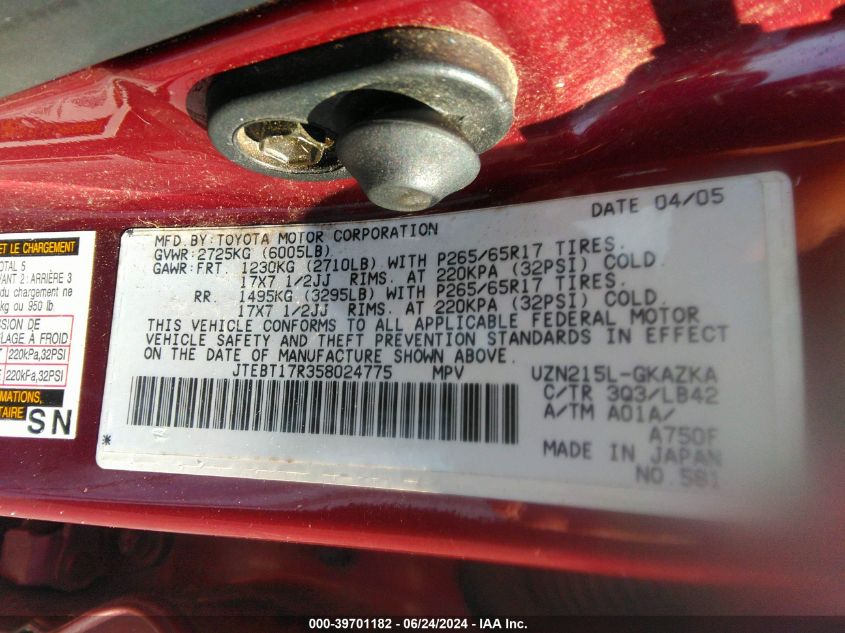 ET LE CHARGEMENT
TOTAL 5
VANT 2: ARRIÈRE 3
du chargement ne
kg ou 950 lb.
SSION DE
LAGE À FROID
220kPa,32PSI
220kPa,32PSI
MATIONS,
TAIRE
SN
DATE 04/05
MFD.BY:TOYOTA MOTOR CORPORATION
GVWR:2725KG (6005LB)
GAWR:FRT. 1230KG (2710LB) WITH P265/65R17 TIRES.
17X7 1/2JJ RIMS. AT 220KPA (32PSI) COLD.
RR. 1495KG (3295LB) WITH P265/65R17 TIRES.
17X7 1/2JJ RIMS. AT 220KPA (32PSI) COLD.
THIS VEHICLE CONFORMS TO ALL APPLICABLE FEDERAL MOTOR
VEHICLE SAFETY AND THEFT PREVENTION STANDARDS IN EFFECT
ON THE DATE OF MANUFACTURE SHOWN ABOVE.
JTEBT17R358024775 MPV UZN215L-GKAZKA
C/TR 3Q3/LB42
A/TM A01A/
A750F
* *
MADE IN JAPAN
NO.581
000-39701182 - 06/24/2024 - IAA Inc.